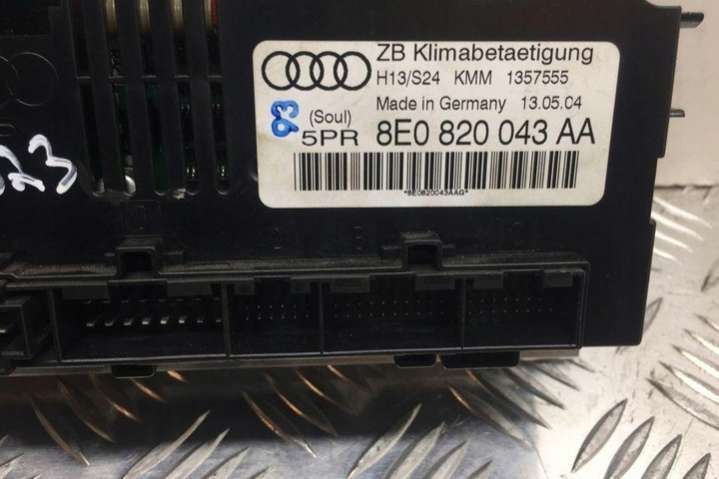 ZB Klimabetaetigung
H13/S24 KMM 1357555
Made in Germany 13.05.04
(Soul)
5PR 8E0 820 043 AA
*8E0820043AAG*
23